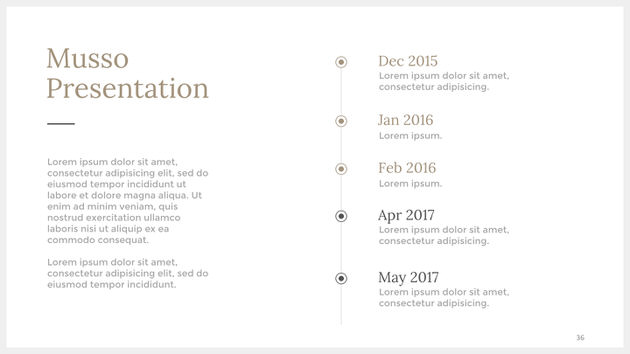 Musso
Presentation
Lorem ipsum dolor sit amet,
consectetur adipisicing elit, sed do
eiusmod tempor incididunt ut
labore et dolore magna aliqua. Ut
enim ad minim veniam, quis
nostrud exercitation ullamco
laboris nisi ut aliquip ex ea
commodo consequat.
Lorem ipsum dolor sit amet,
consectetur adipisicing elit, sed do
eiusmod tempor incididunt.
Dec 2015
Lorem ipsum dolor sit amet,
consectetur adipisicing.
Jan 2016
Lorem ipsum.
Feb 2016
Lorem ipsum.
Apr 2017
Lorem ipsum dolor sit amet,
consectetur adipisicing.
May 2017
Lorem ipsum dolor sit amet,
consectetur adipisicing.
36